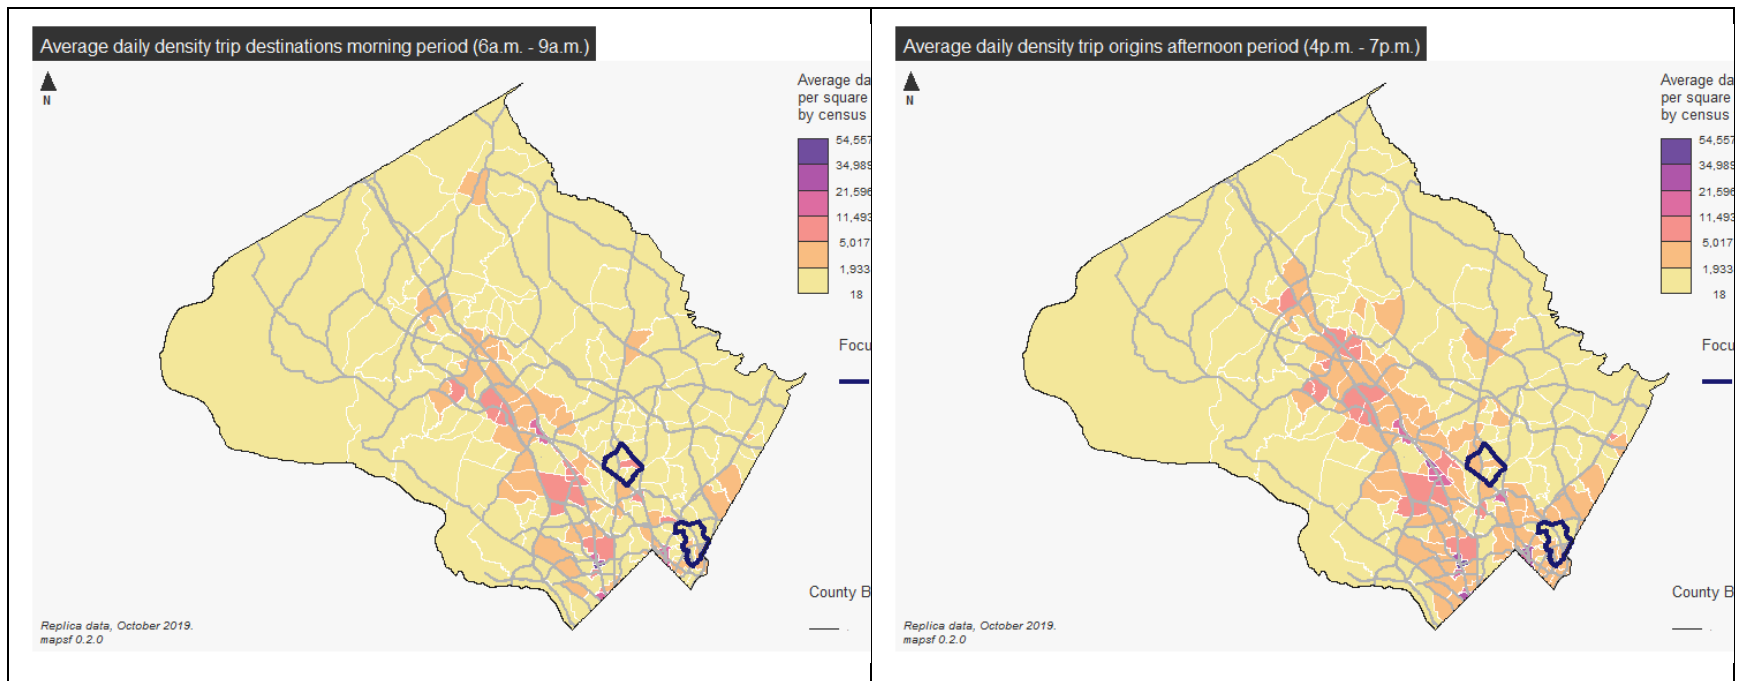 Average daily density trip destinations morning period (6a.m. - 9a.m.)
N
Average da
per square
by census
54,557
34,985
21,596
11,493
5,017
1,933
18
Focu
County B
Replica data, October 2019.
mapsf 0.2.0
Average daily density trip origins afternoon period (4p.m. - 7p.m.)
N
Average da
per square
by census
54,557
34,985
21,596
11,493
5,017
1,933
18
Focu
County B
Replica data, October 2019.
mapsf 0.2.0